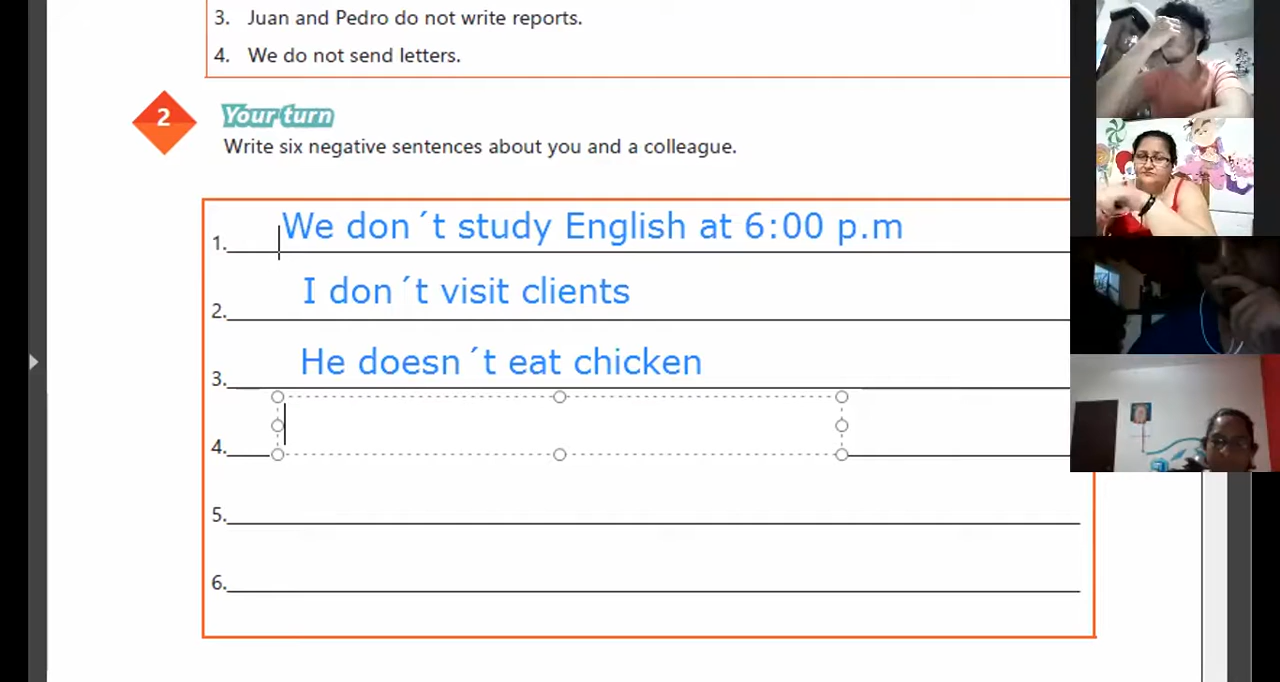 3. Juan and Pedro do not write reports.
4. We do not send letters.
2
Your turn
Write six negative sentences about you and a colleague.
1. We don´t study English at 6:00 p.m
2. I don´t visit clients
3. He doesn´t eat chicken
4.
5.
6.